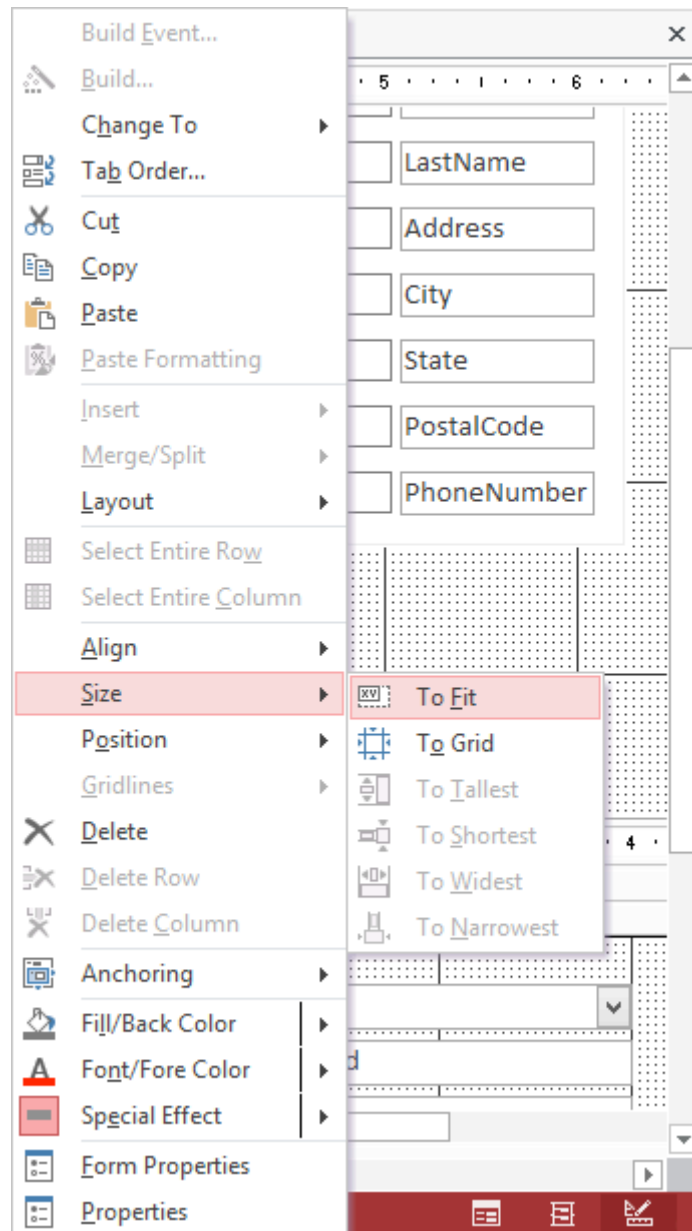 Build Event...
Build...
Change To
Tab Order...
Cut
Copy
Paste
Paste Formatting
Insert
Merge/Split
Layout
Select Entire Row
Select Entire Column
Align
Size
Position
Gridlines
Delete
Delete Row
Delete Column
Anchoring
Fill/Back Color
Font/Fore Color
Special Effect
Form Properties
Properties
To Fit
To Grid
To Tallest
To Shortest
To Widest
To Narrowest
5 6
LastName
Address
City
State
PostalCode
PhoneNumber
4
d